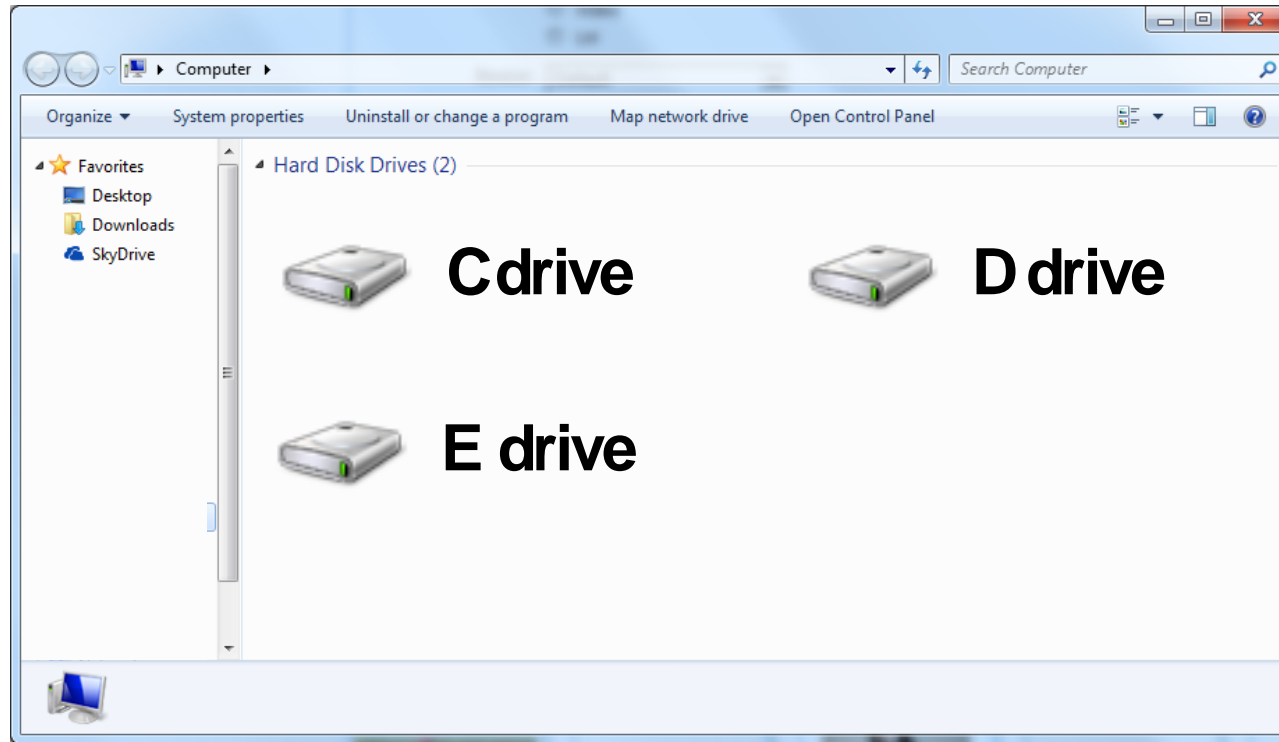 Computer
Search Computer
Organize System properties Uninstall or change a program Map network drive Open Control Panel
Favorites
Desktop
Downloads
SkyDrive
Hard Disk Drives (2)
C drive D drive
E drive